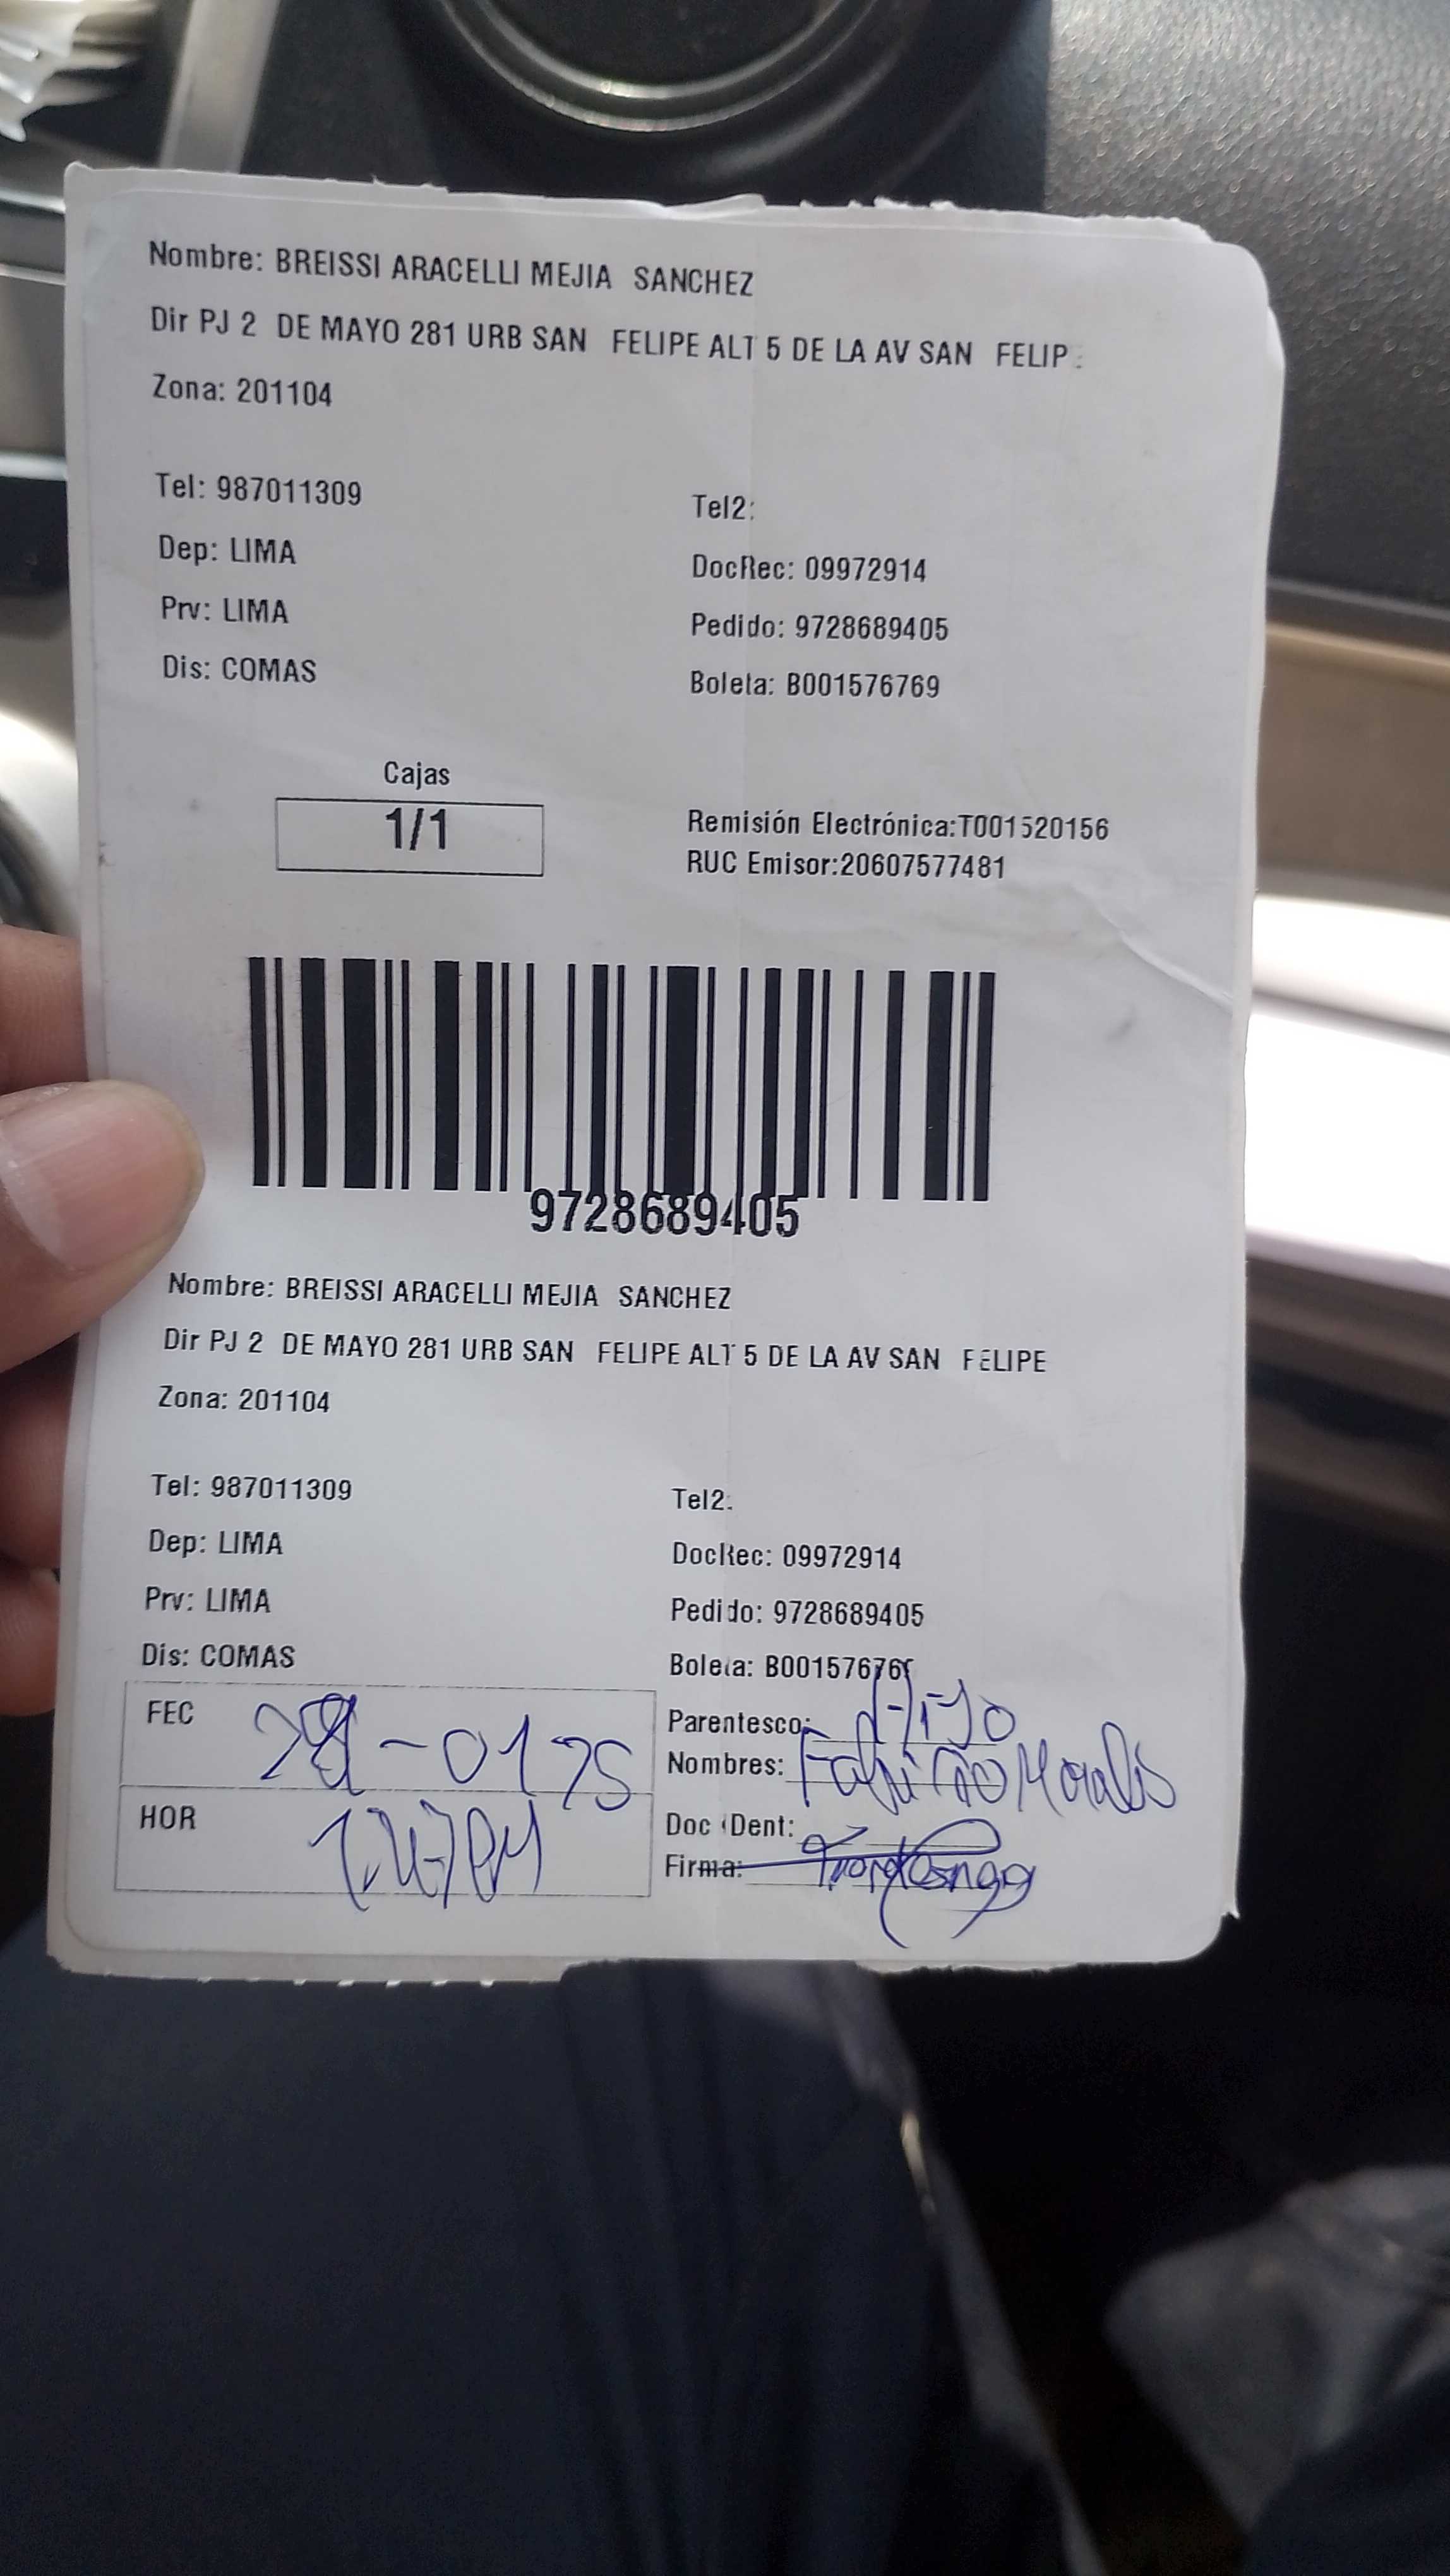 Nombre: BREISSI ARACELLI MEJIA SANCHEZ
Dir PJ 2 DE MAYO 281 URB SAN FELIPE ALT 5 DE LA AV SAN FELIP
Zona: 201104
Tel: 987011309 Tel2:
Dep: LIMA DocRec: 09972914
Prv: LIMA Pedido: 9728689405
Dis: COMAS Boleta: B001576769
Cajas
1/1
Remisión Electrónica:T001520156
RUC Emisor:20607577481
9728689405
Nombre: BREISSI ARACELLI MEJIA SANCHEZ
Dir PJ 2 DE MAYO 281 URB SAN FELIPE ALT 5 DE LA AV SAN FELIPE
Zona: 201104
Tel: 987011309 Tel2:
Dep: LIMA DocRec: 09972914
Prv: LIMA Pedido: 9728689405
Dis: COMAS Boleta: B001576769
FEC Parentesco: Hijo
Nombres: Morales
HOR Doc Dent:
Firma: